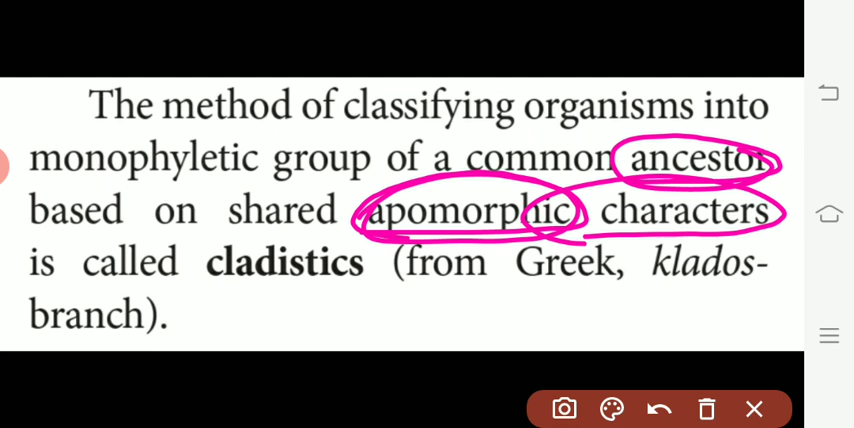 The method of classifying organisms into
monophyletic group of a common ancestor
based on shared apomorphic characters
is called cladistics (from Greek, klados-
branch).